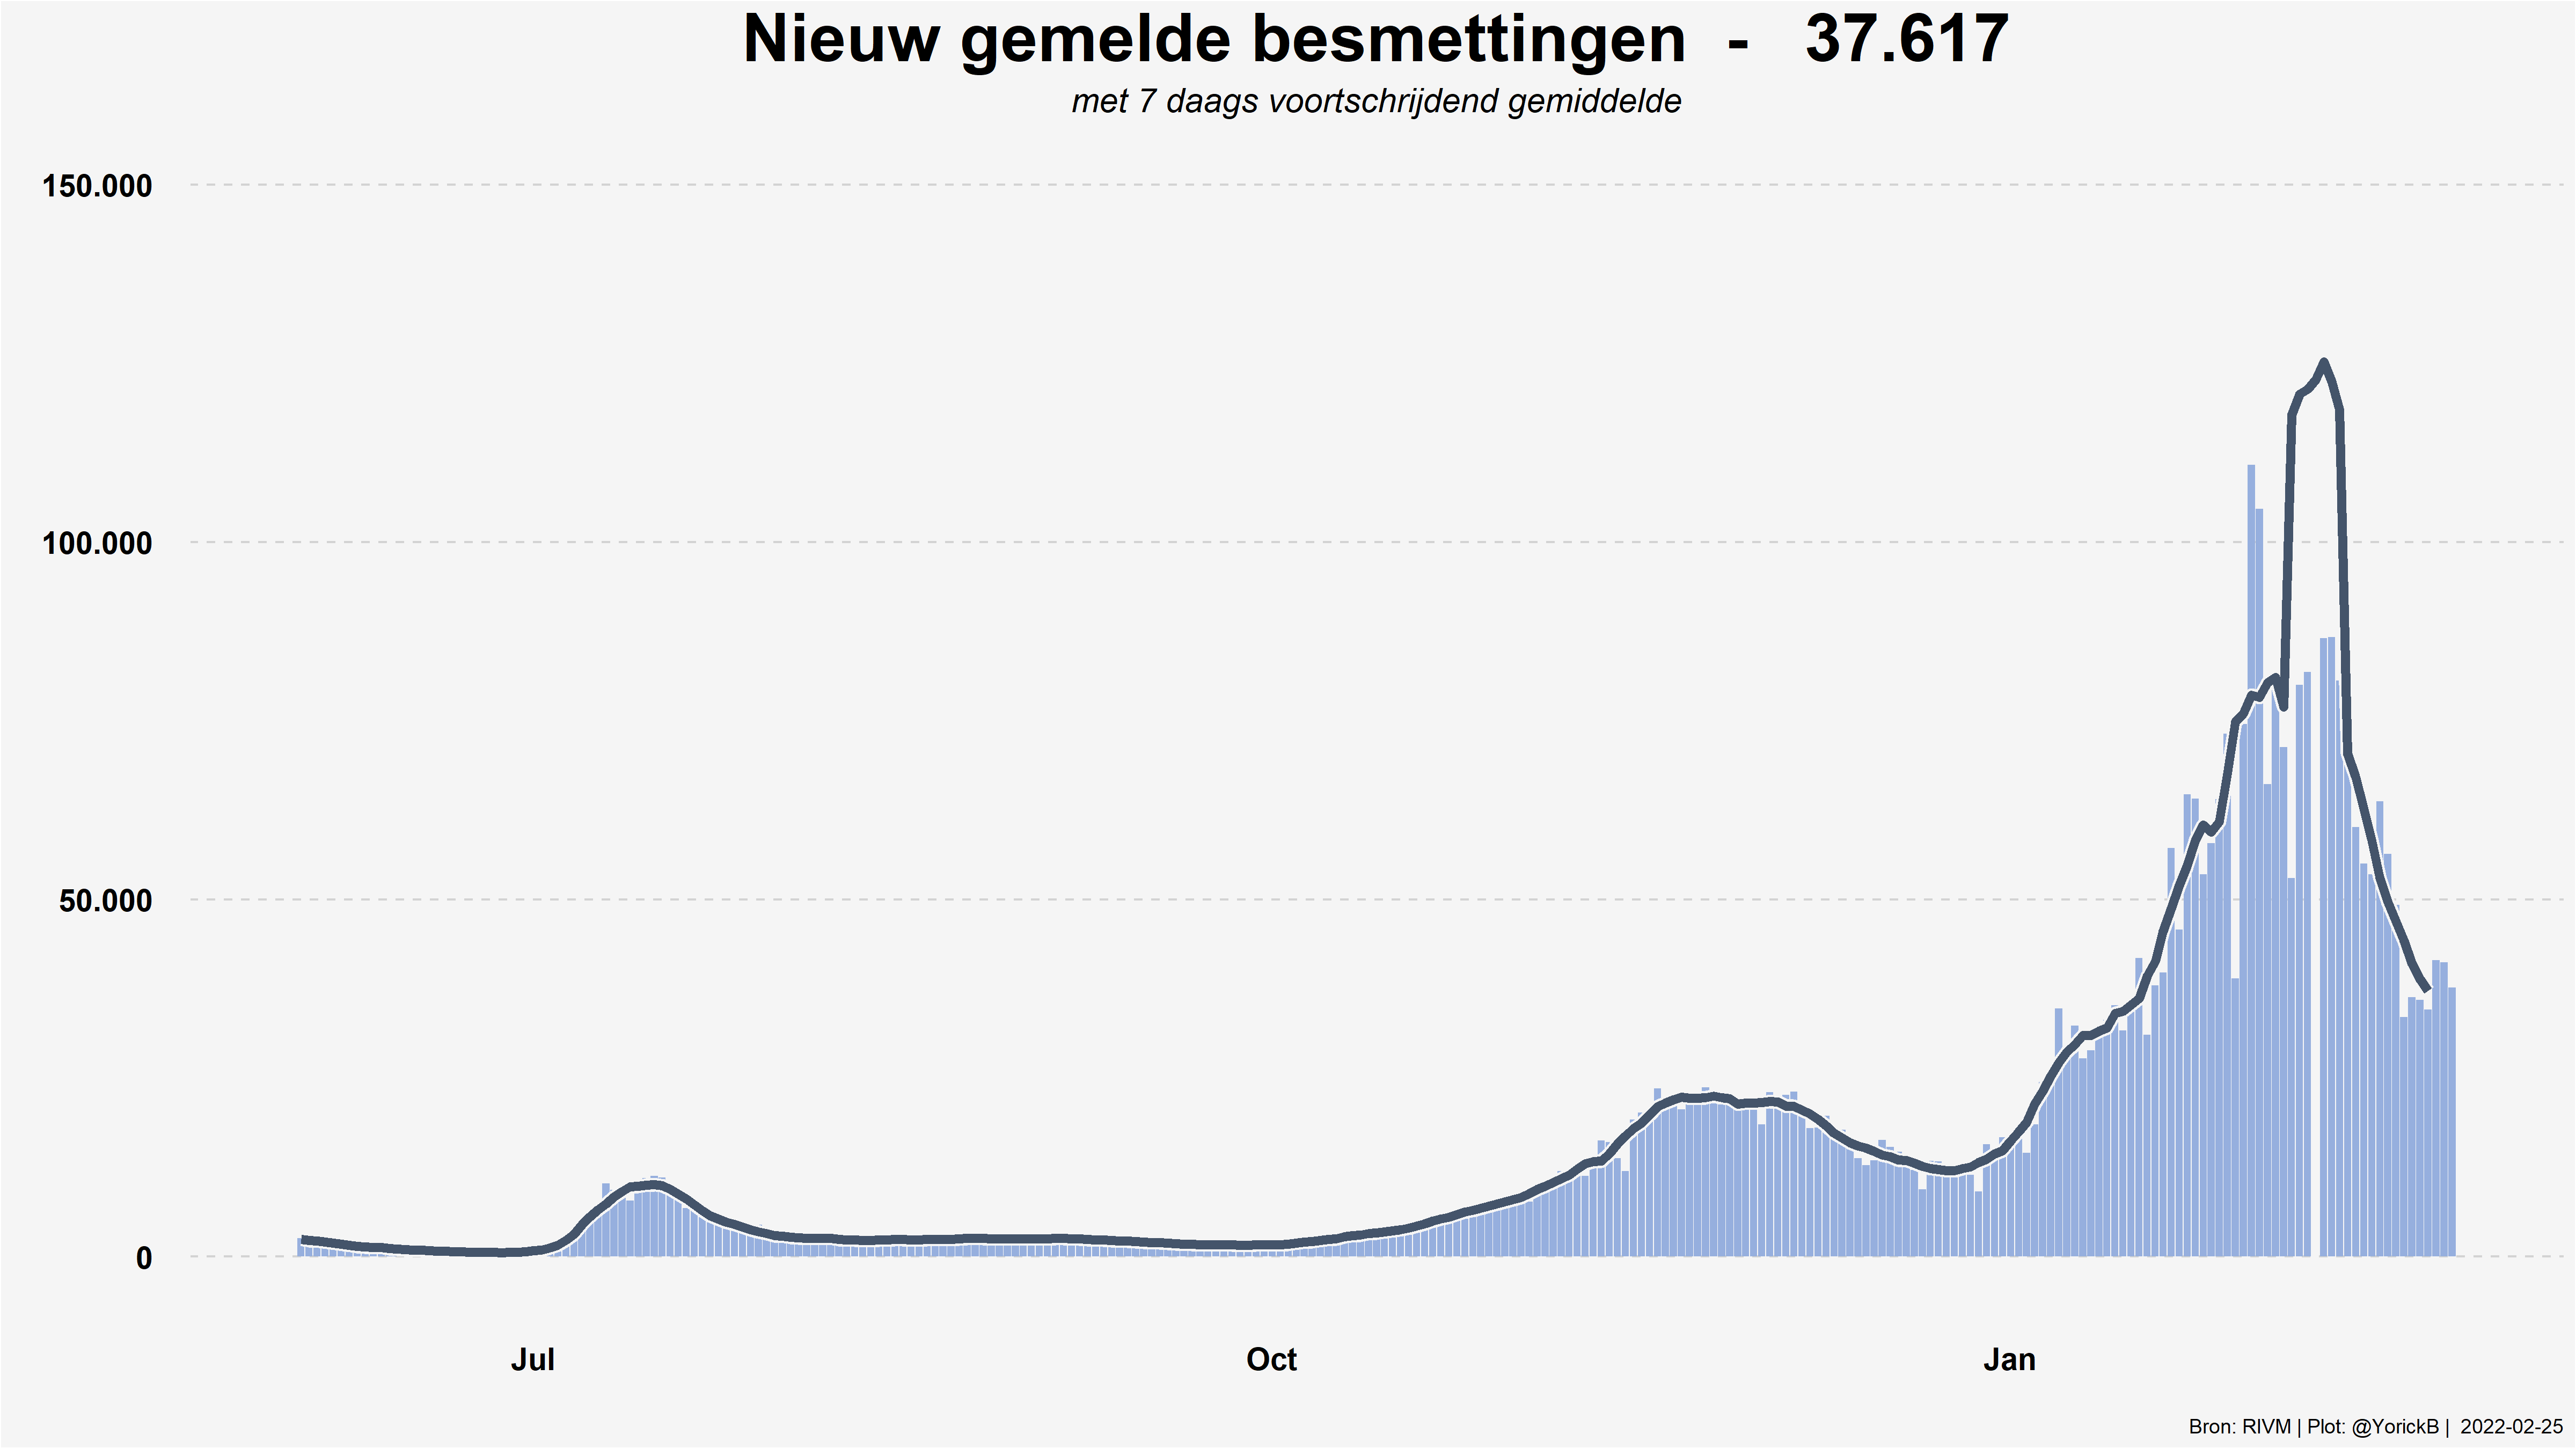 Nieuw gemelde besmettingen - 37.617
met 7 daags voortschrijdend gemiddelde
150.000
100.000
50.000
0
Jul Oct Jan
Bron: RIVM | Plot: @YorickB | 2022-02-25